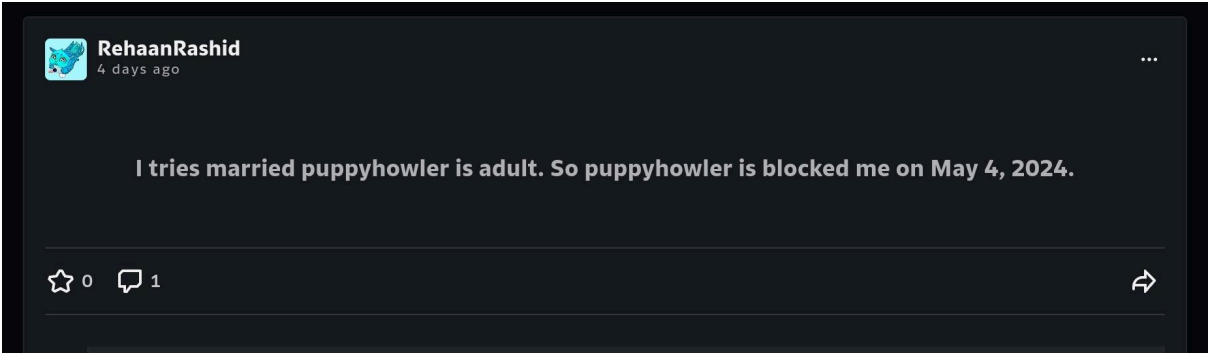 RehaanRashid
4 days ago
I tries married puppyhowler is adult. So puppyhowler is blocked me on May 4, 2024.
0 1